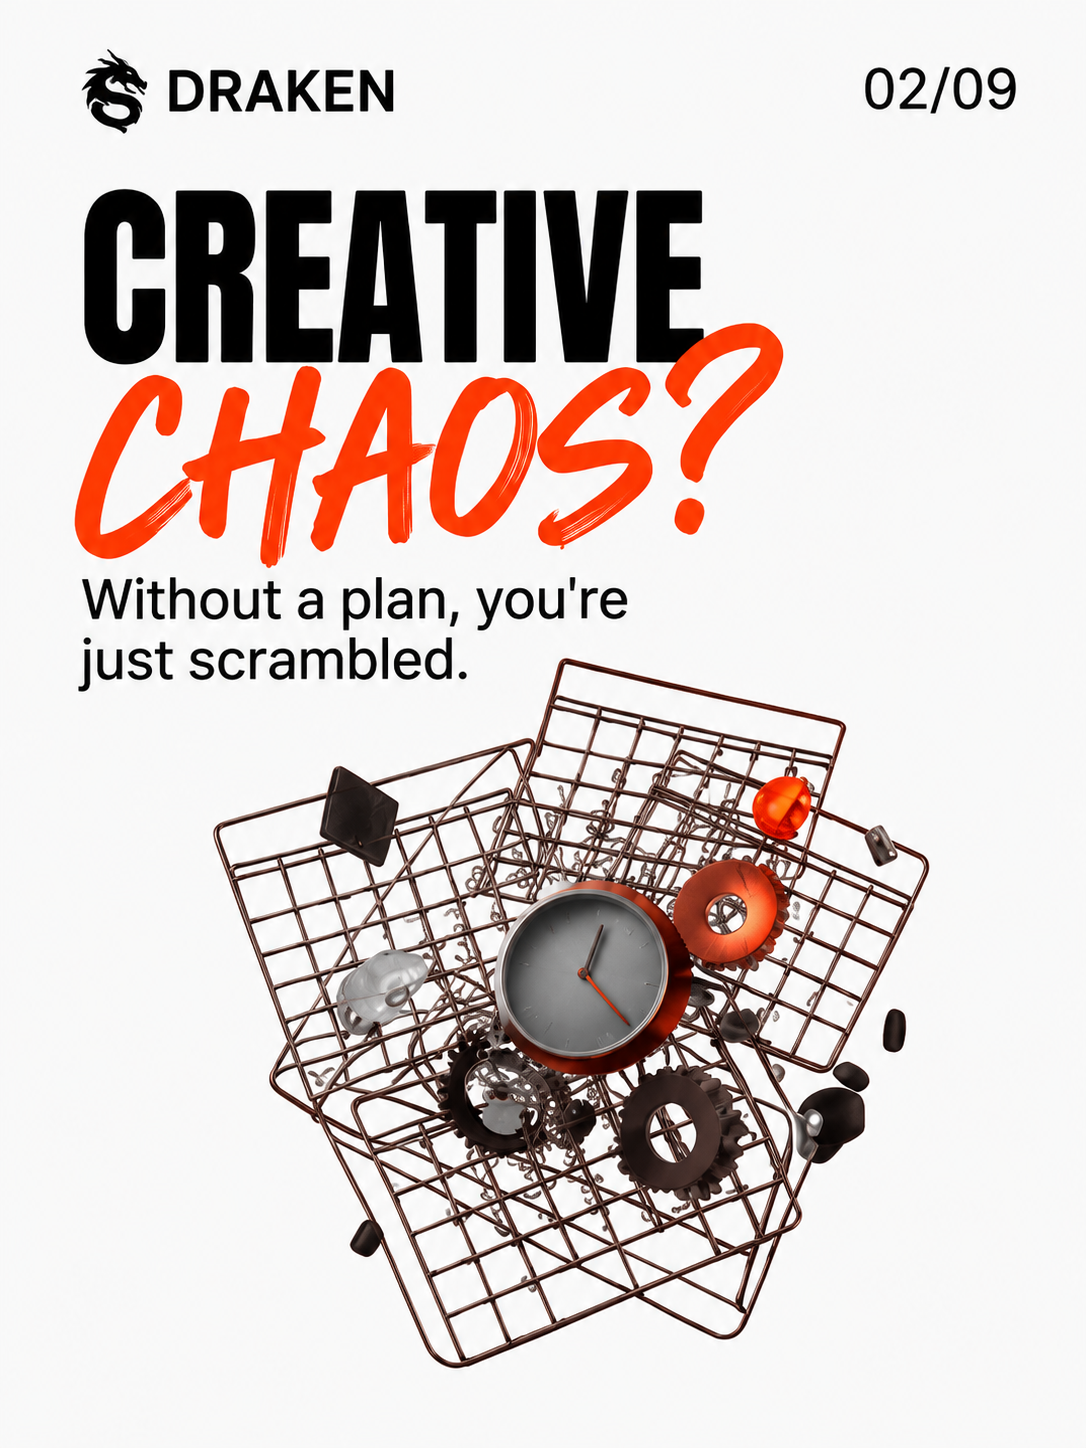 DRAKEN
02/09
CREATIVE
CHAOS?
Without a plan, you're
just scrambled.